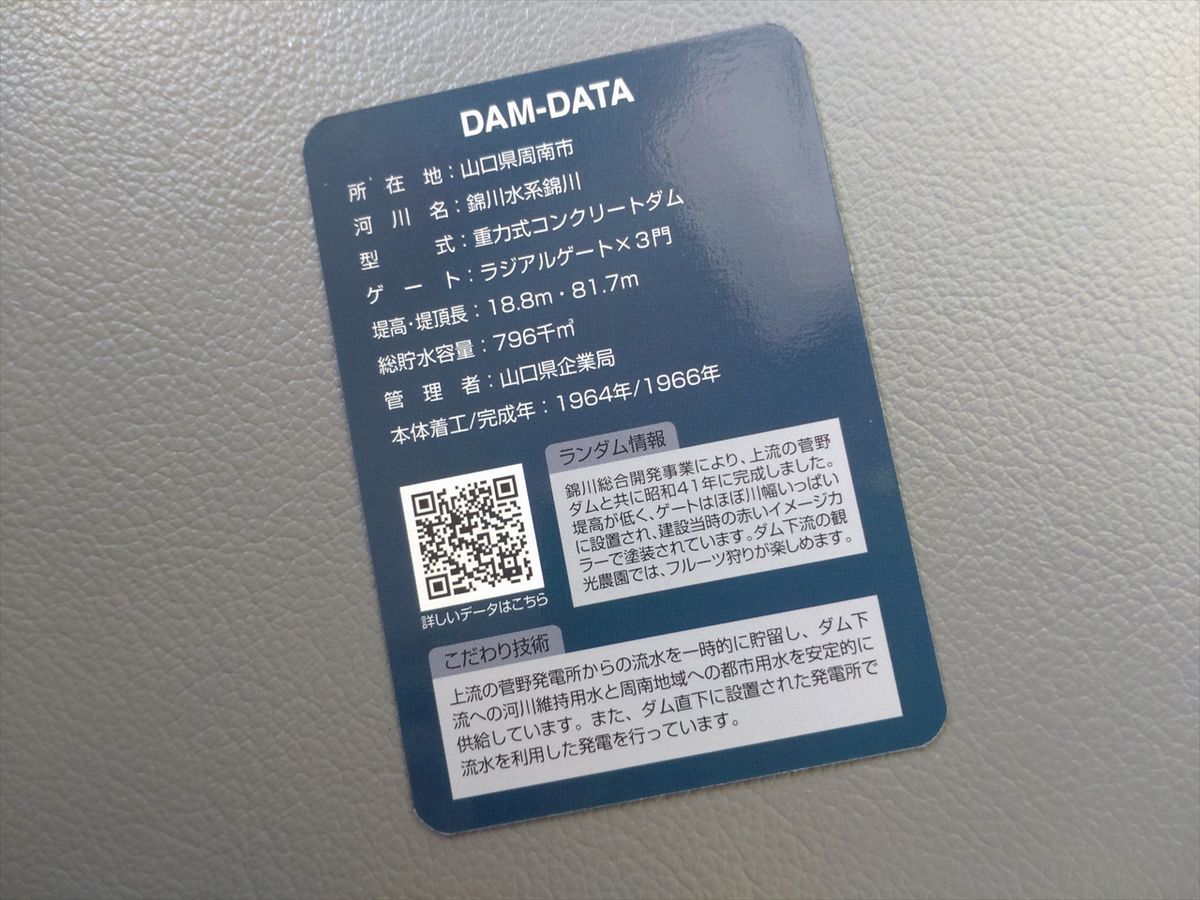 DAM-DATA
所在地：山口県周南市
河川名：錦川水系錦川
型式：重力式コンクリートダム
ゲート：ラジアルゲート×3門
堤高・堤頂長：18.8m・81.7m
総貯水容量：796千㎥
管理者：山口県企業局
本体着工/完成年：1964年/1966年
ランダム情報
錦川総合開発事業により、上流の菅野
ダムと共に昭和41年に完成しました。
堤高が低く、ゲートはほぼ川幅いっぱい
に設置され、建設当時の赤いイメージカ
ラーで塗装されています。ダム下流の観
光農園では、フルーツ狩りが楽しめます。
詳しいデータはこちら
こだわり技術
上流の菅野発電所からの流水を一時的に貯留し、ダム下
流への河川維持用水と周南地域への都市用水を安定的に
供給しています。また、ダム直下に設置された発電所で
流水を利用した発電を行っています。